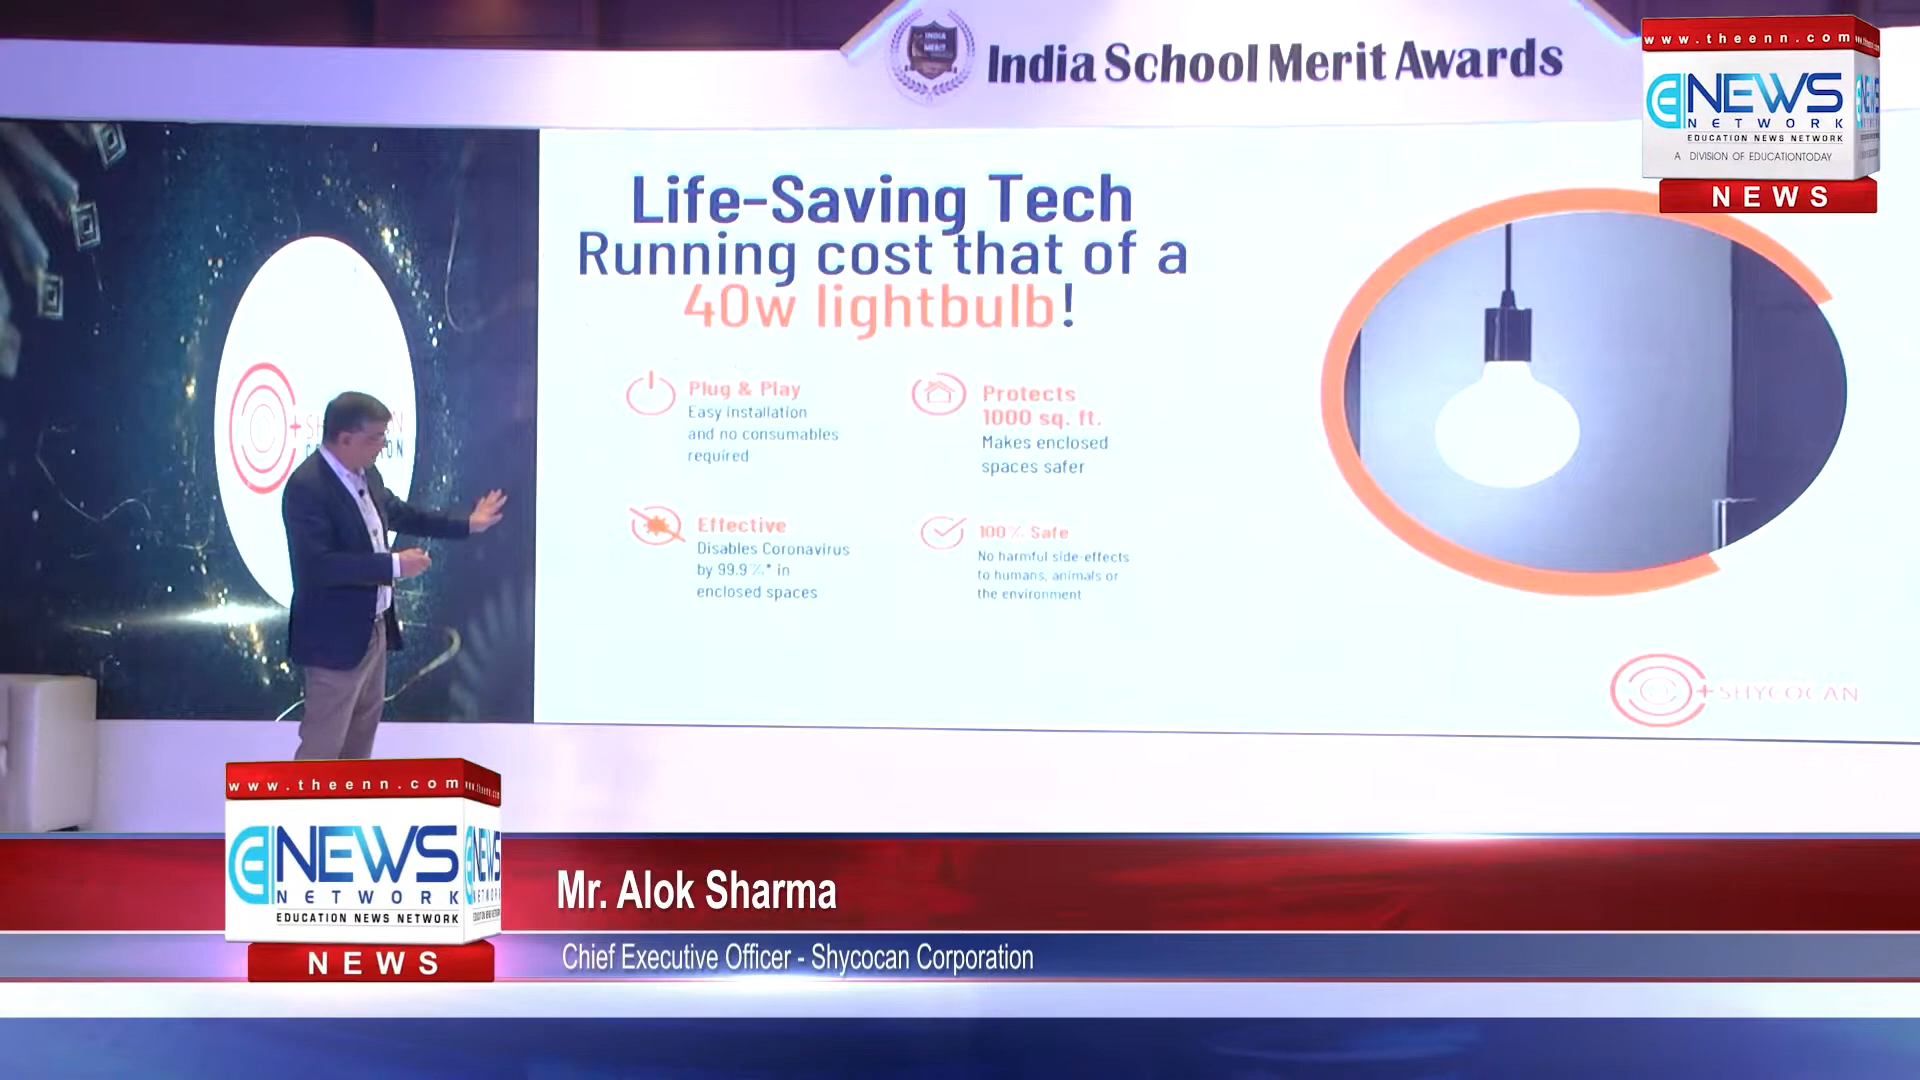 INDIA
MERIT
India School Merit Awards
www.theenn.com
NEWS
NETWORK
EDUCATION NEWS NETWORK
A DIVISION OF EDUCATIONTODAY
NEWS
Life-Saving Tech
Running cost that of a
40w lightbulb!
Plug & Play
Easy installation
and no consumables
required
Protects
1000 sq. ft.
Makes enclosed
spaces safer
Effective
Disables Coronavirus
by 99.9%* in
enclosed spaces
100% Safe
No harmful side-effects
to humans, animals or
the environment
+SHYCOCAN
www.theenn.com
NEWS
NETWORK
EDUCATION NEWS NETWORK
NEWS
Mr. Alok Sharma
Chief Executive Officer - Shycocan Corporation